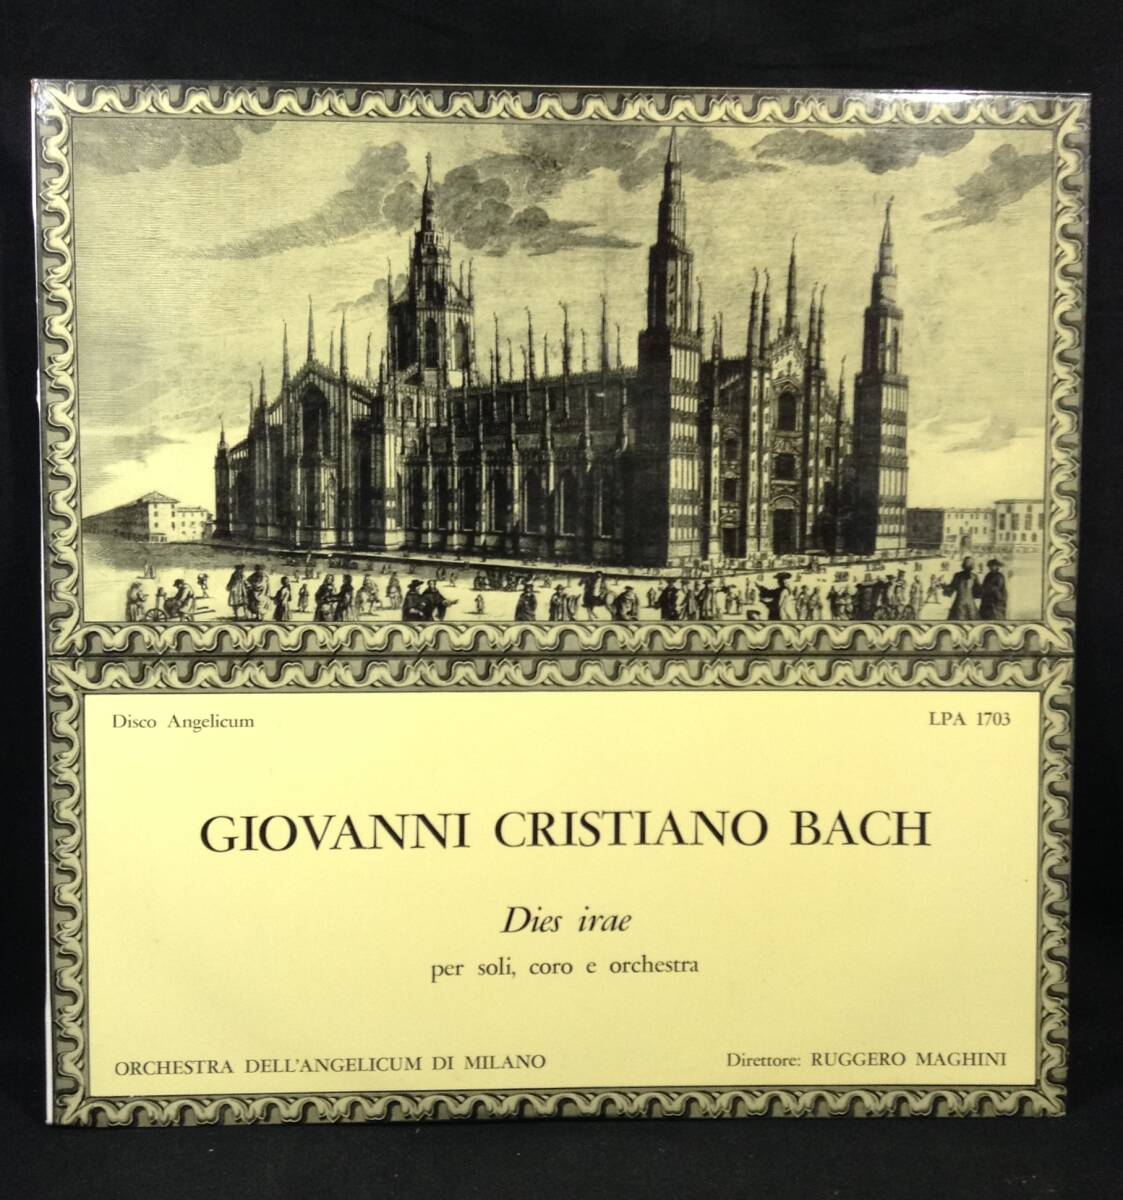 Disco Angelicum
LPA 1703
GIOVANNI CRISTIANO BACH
Dies irae
per soli, coro e orchestra
ORCHESTRA DELL'ANGELICUM DI MILANO
Direttore: RUGGERO MAGHINI